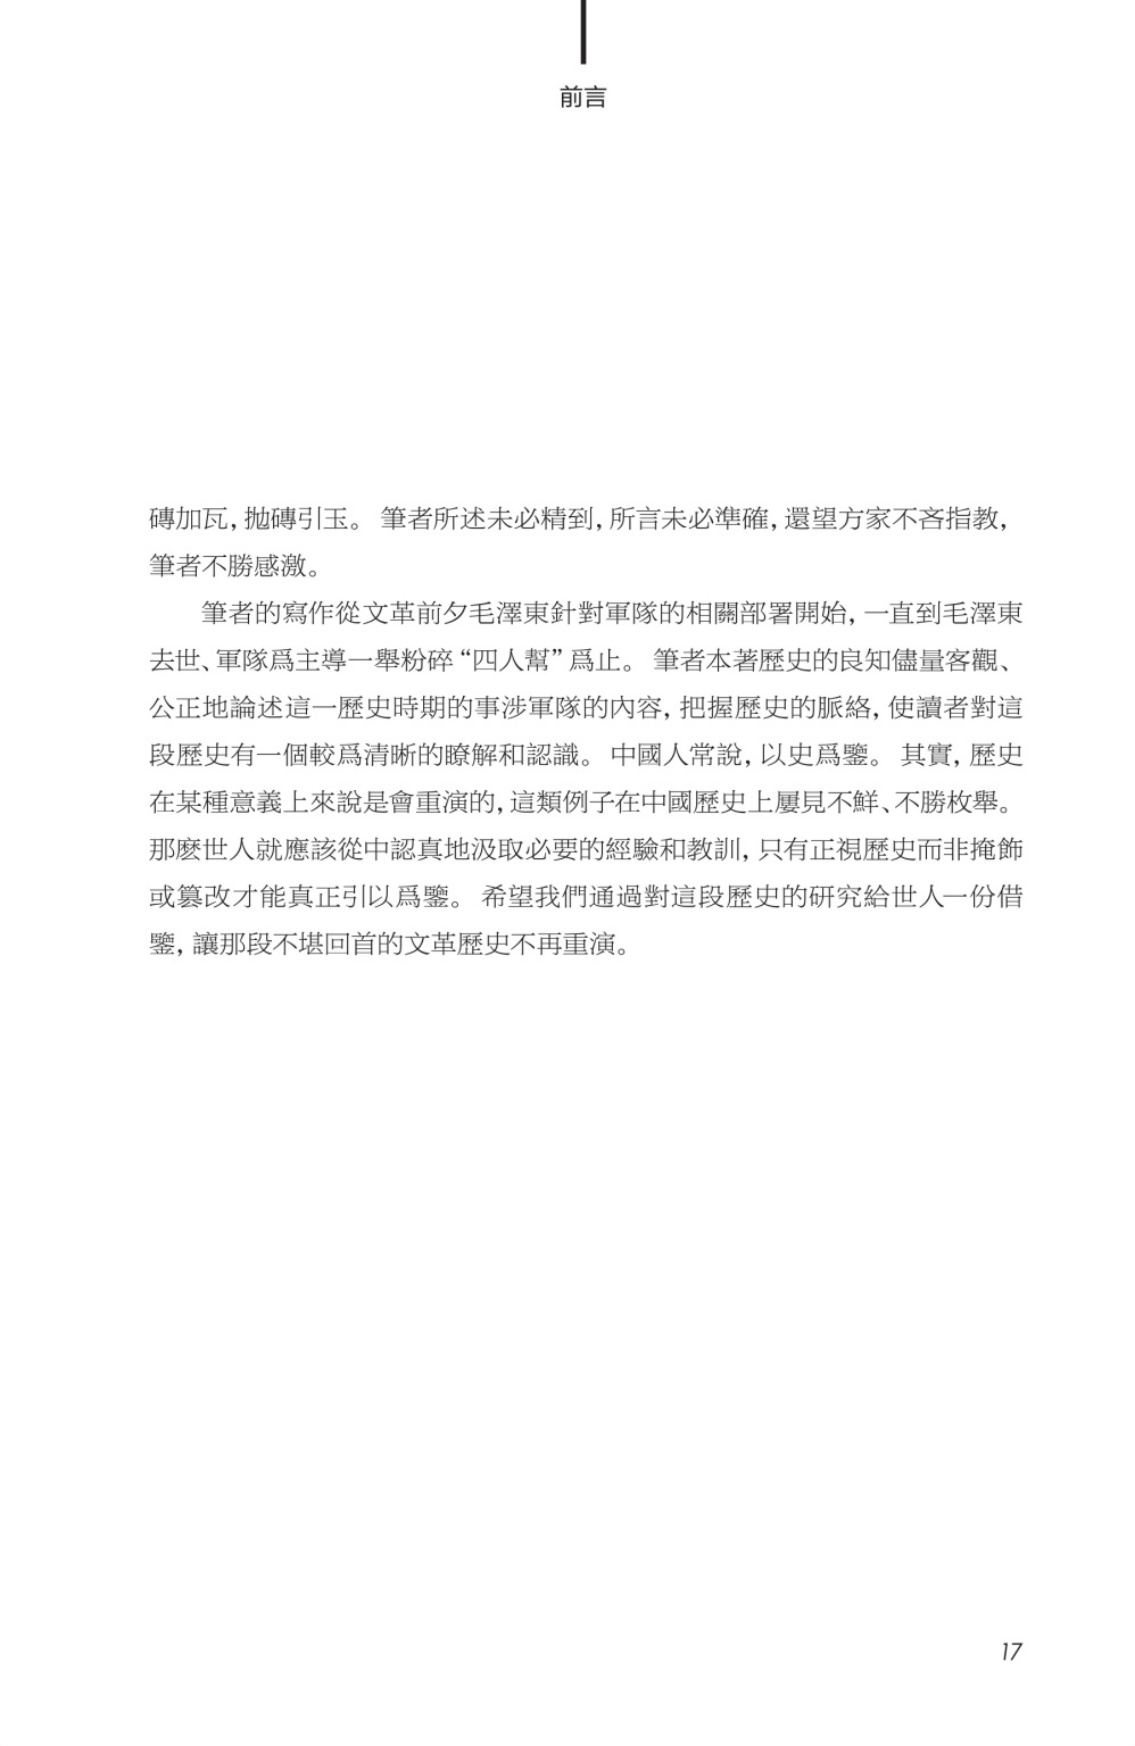 前言
磚加瓦, 拋磚引玉。 筆者所述未必精到, 所言未必準確, 還望方家不吝指教,
筆者不勝感激。
筆者的寫作從文革前夕毛澤東針對軍隊的相關部署開始, 一直到毛澤東
去世、軍隊爲主導一舉粉碎 “四人幫” 爲止。 筆者本著歷史的良知儘量客觀、
公正地論述這一歷史時期的事涉軍隊的內容, 把握歷史的脈絡, 使讀者對這
段歷史有一個較爲清晰的瞭解和認識。 中國人常說, 以史爲鑒。 其實, 歷史
在某種意義上來說是會重演的, 這類例子在中國歷史上屢見不鮮、不勝枚舉。
那麽世人就應該從中認真地汲取必要的經驗和教訓, 只有正視歷史而非掩飾
或篡改才能真正引以爲鑒。 希望我們通過對這段歷史的研究給世人一份借
鑒, 讓那段不堪回首的文革歷史不再重演。
17